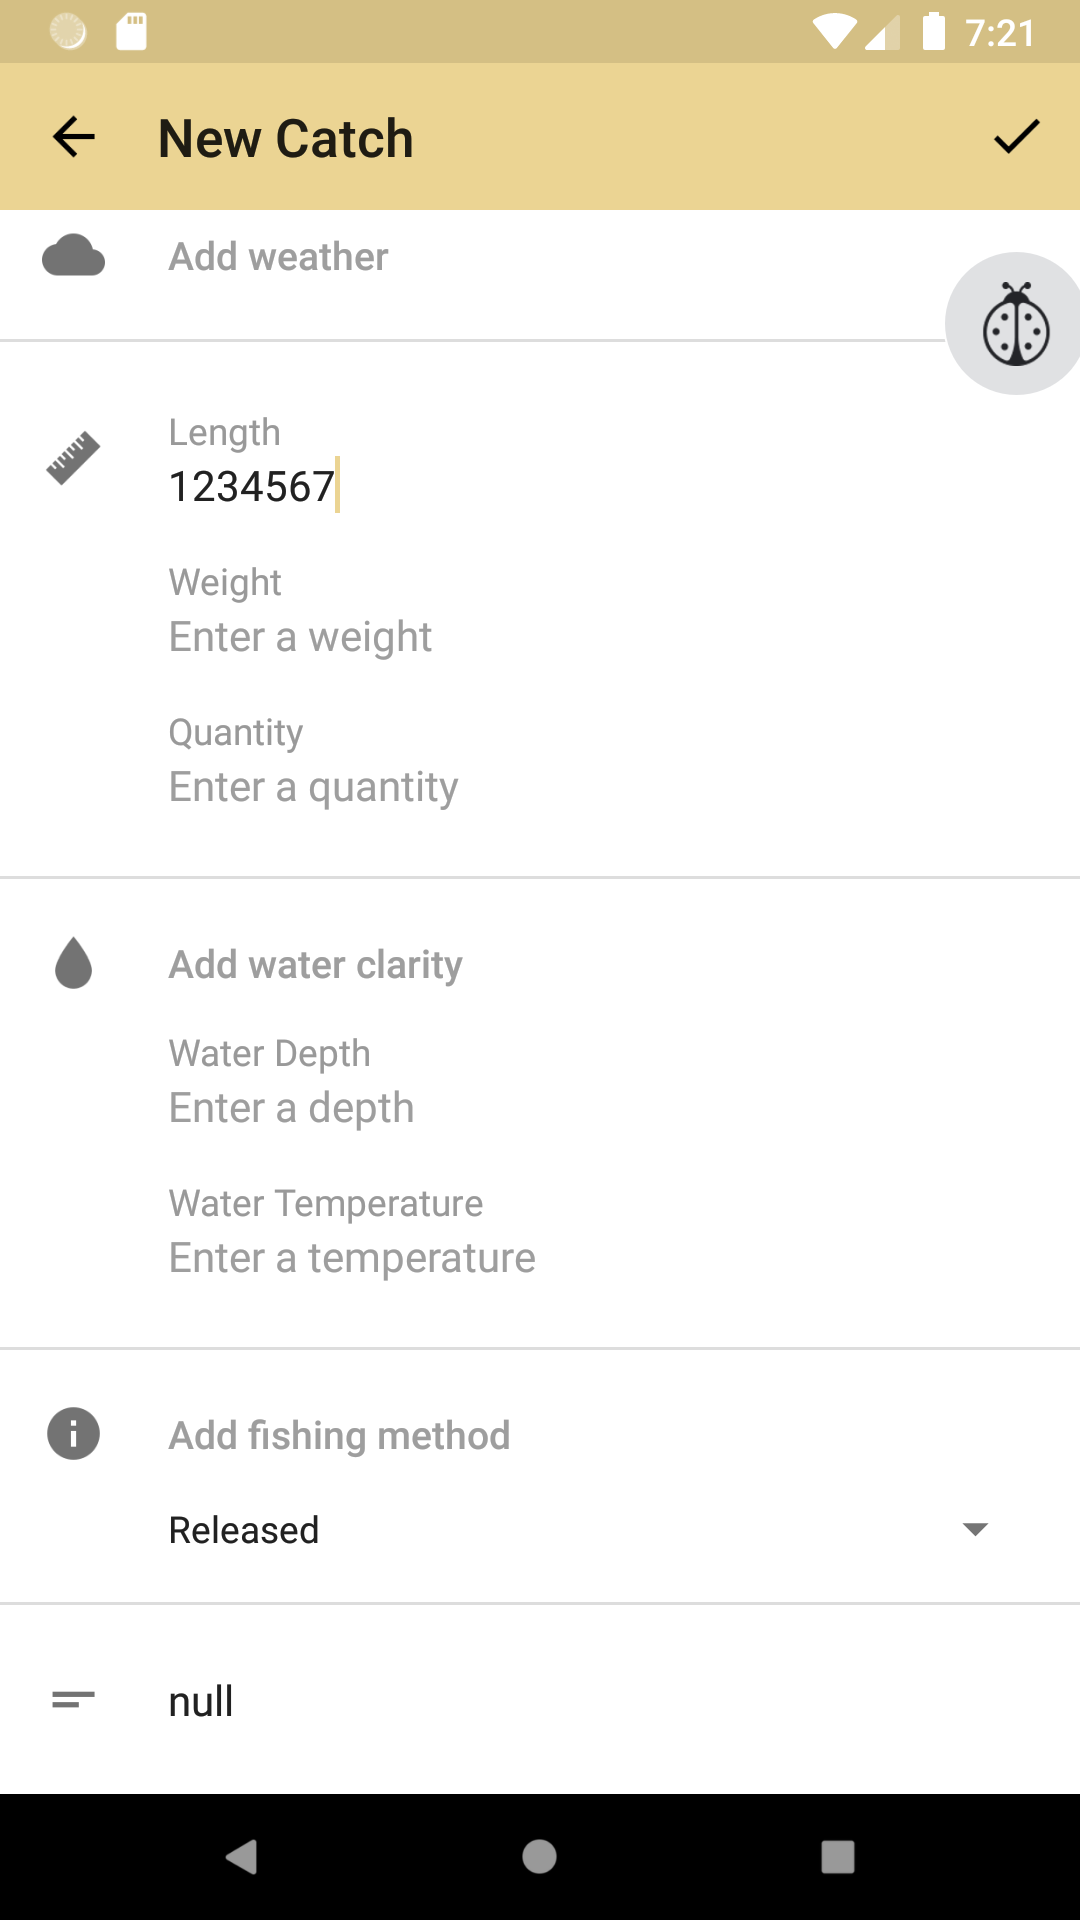 7:21
New Catch
Add weather
Length
1234567
Weight
Enter a weight
Quantity
Enter a quantity
Add water clarity
Water Depth
Enter a depth
Water Temperature
Enter a temperature
Add fishing method
Released
null